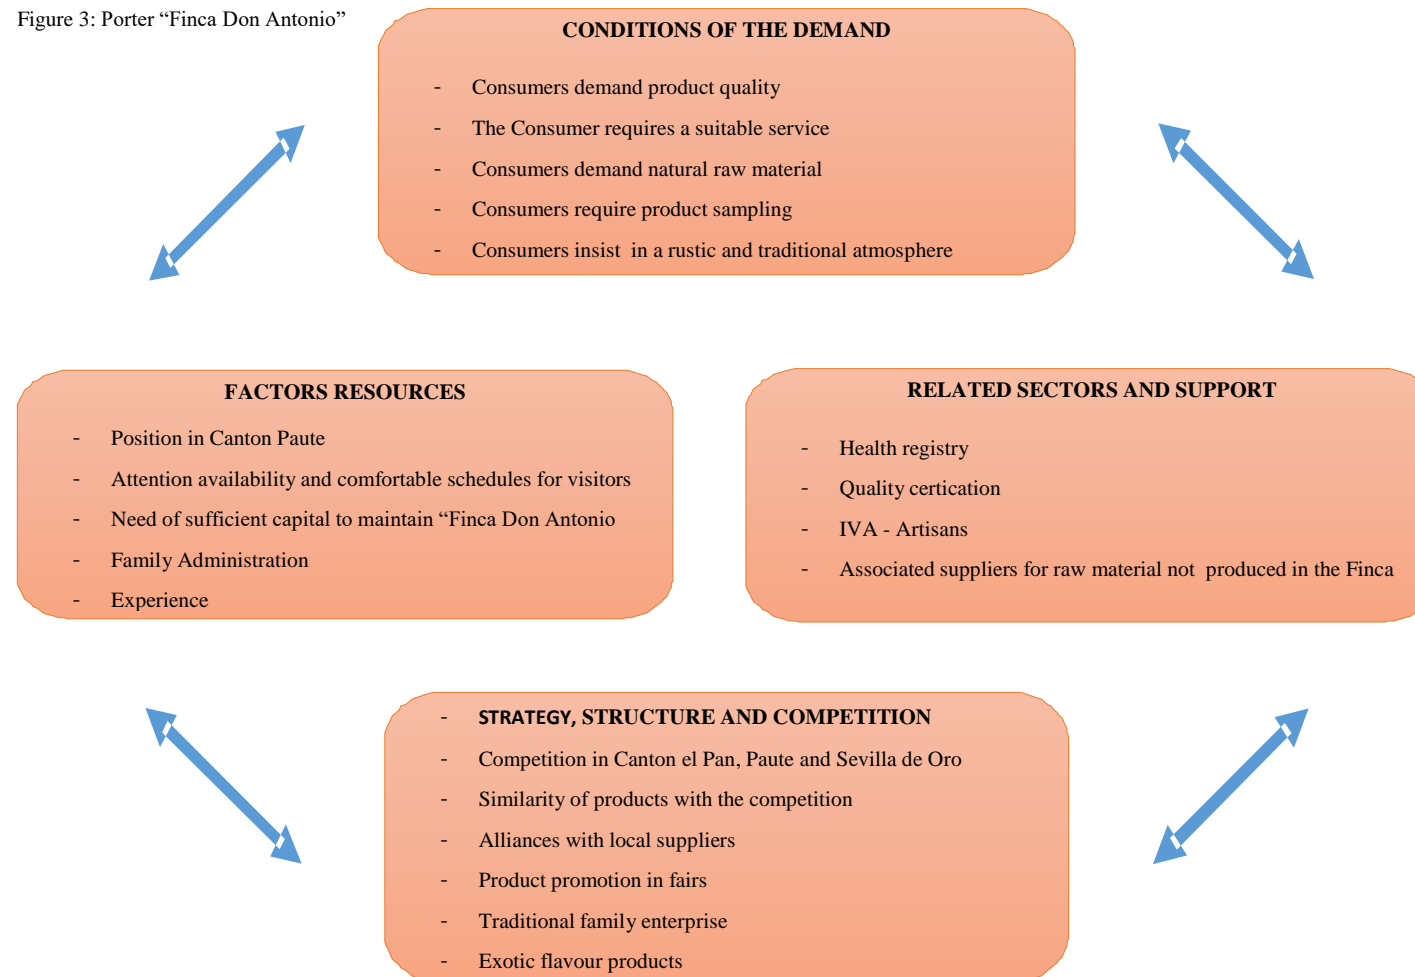 Figure 3: Porter “Finca Don Antonio”
CONDITIONS OF THE DEMAND
- Consumers demand product quality
- The Consumer requires a suitable service
- Consumers demand natural raw material
- Consumers require product sampling
- Consumers insist  in a rustic and traditional atmosphere
FACTORS RESOURCES
- Position in Canton Paute
- Attention availability and comfortable schedules for visitors
- Need of sufficient capital to maintain “Finca Don Antonio
- Family Administration
- Experience
RELATED SECTORS AND SUPPORT
- Health registry
- Quality certication
- IVA - Artisans
- Associated suppliers for raw material not  produced in the Finca
- STRATEGY, STRUCTURE AND COMPETITION
- Competition in Canton el Pan, Paute and Sevilla de Oro
- Similarity of products with the competition
- Alliances with local suppliers
- Product promotion in fairs
- Traditional family enterprise
- Exotic flavour products